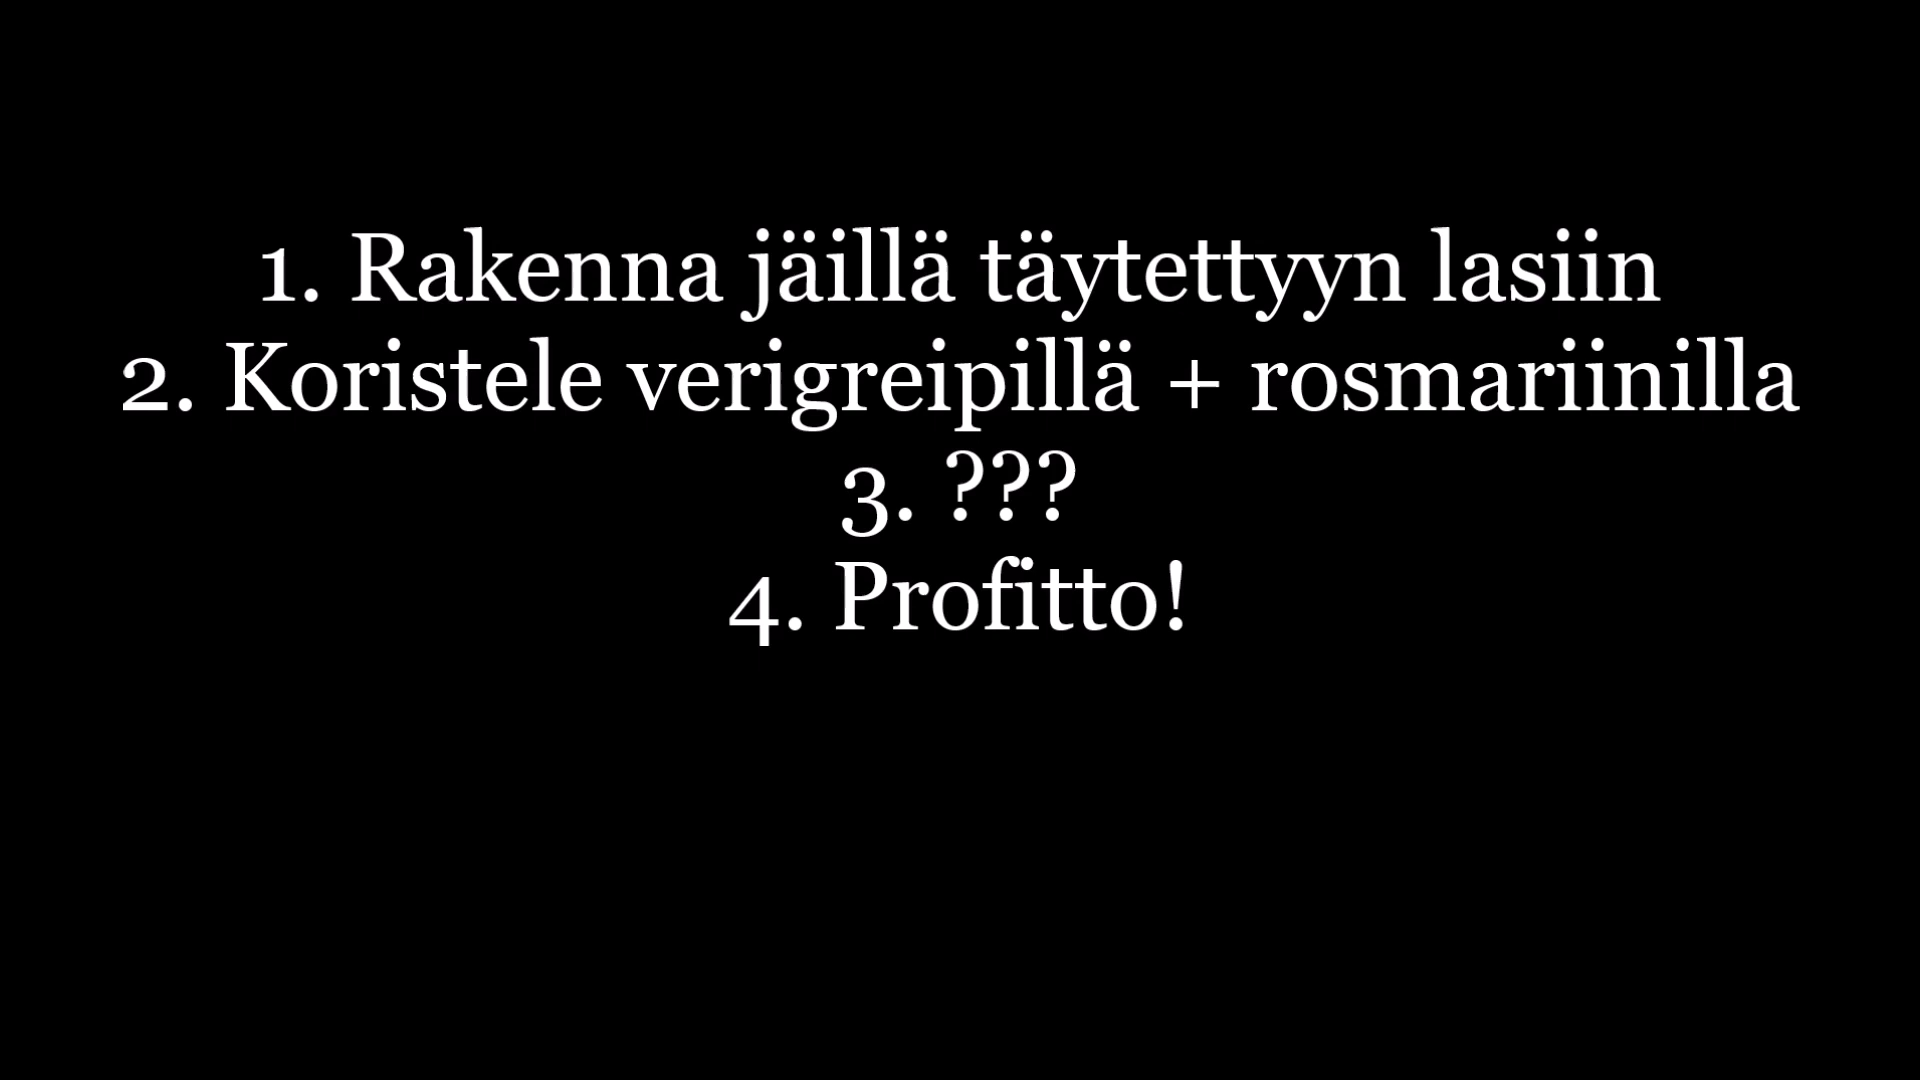 1. Rakenna jäillä täytettyyn lasiin
2. Koristele verigreipillä + rosmariinilla
3. ???
4. Profitto!